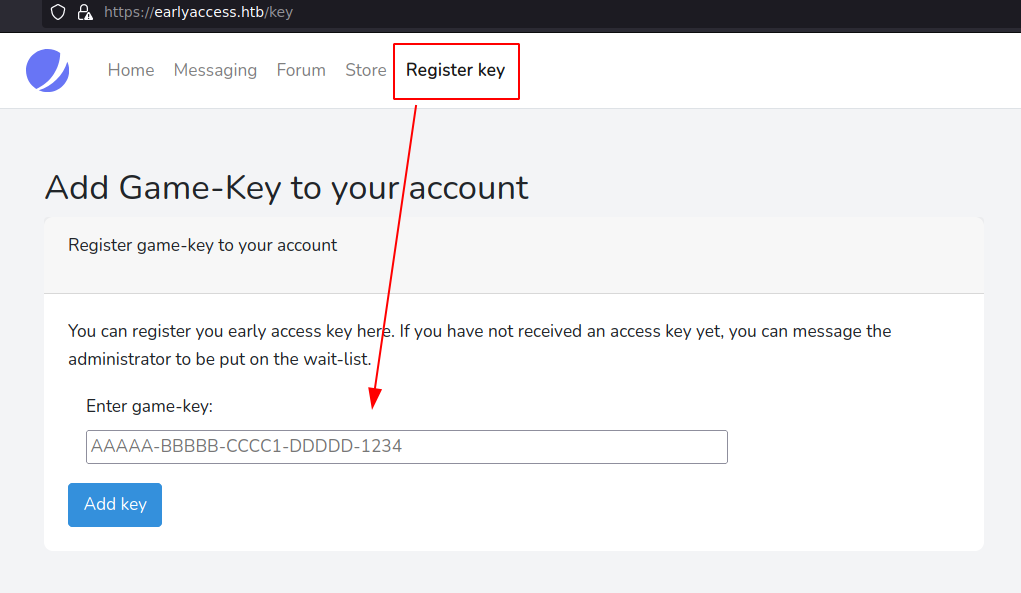 https://earlyaccess.htb/key
Home Messaging Forum Store Register key
Add Game-Key to your account
Register game-key to your account
You can register you early access key here. If you have not received an access key yet, you can message the
administrator to be put on the wait-list.
Enter game-key:
AAAAA-BBBBB-CCCC1-DDDDD-1234
Add key